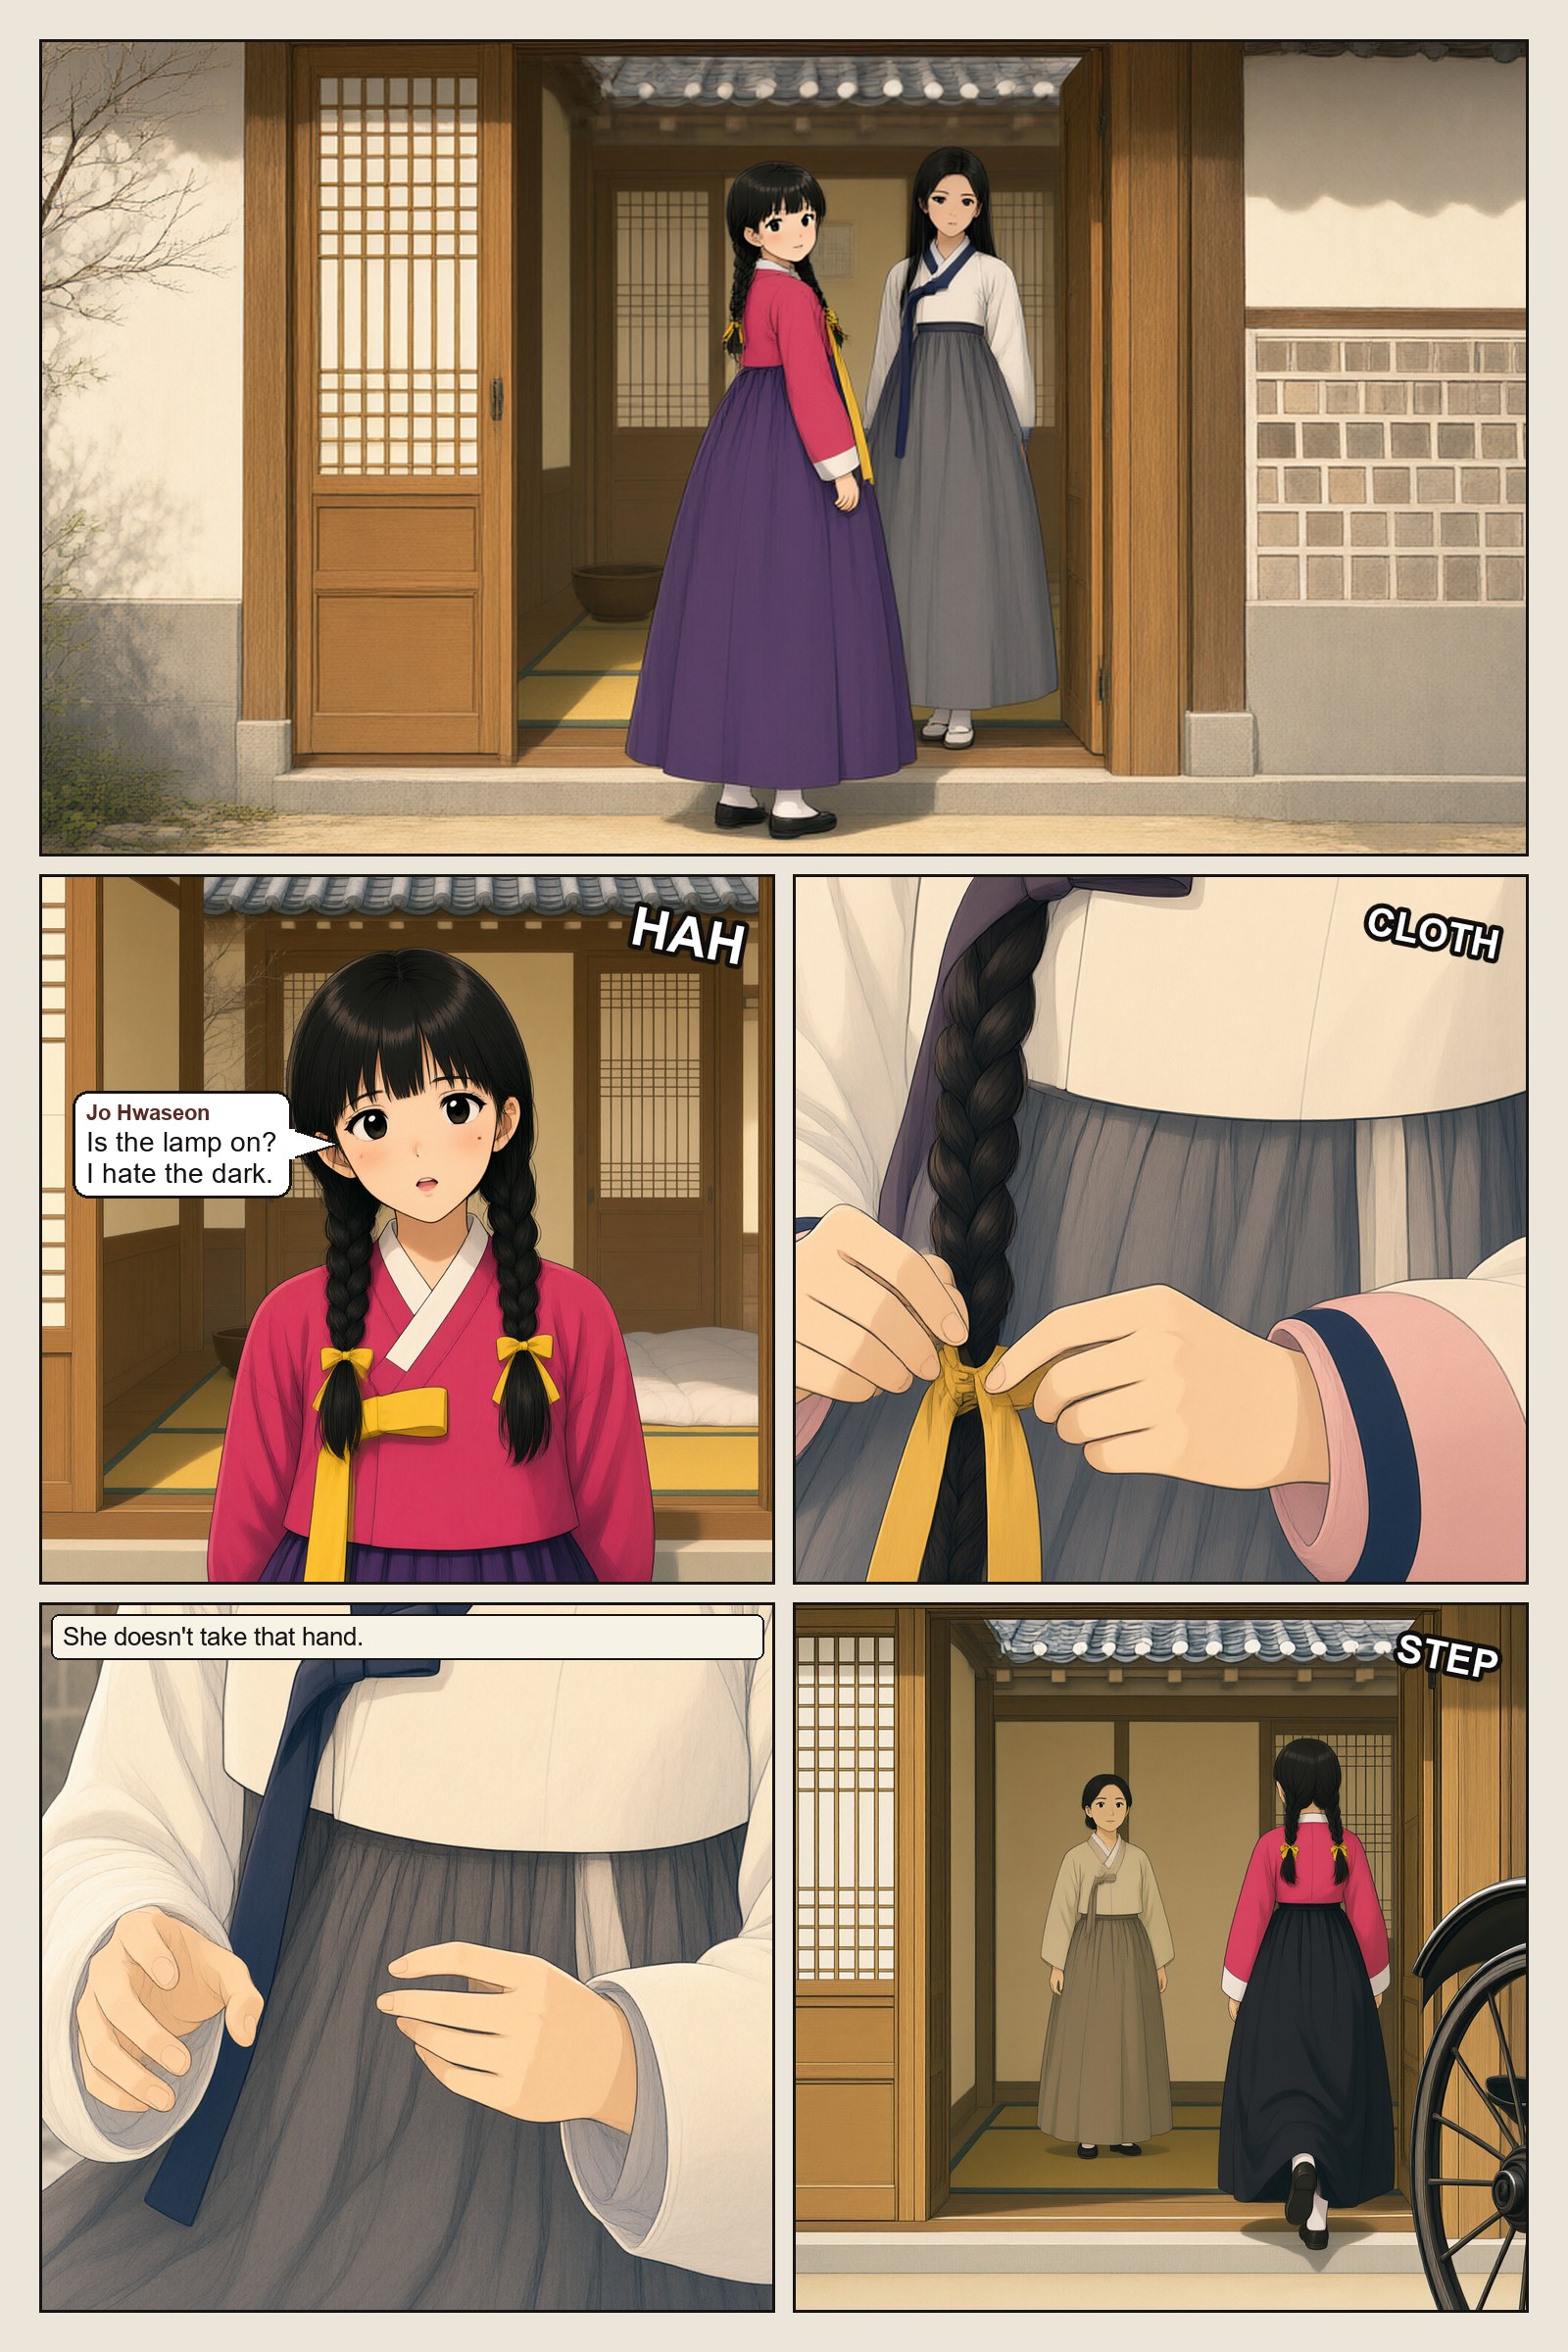 HAH
Jo Hwaseon
Is the lamp on?
I hate the dark.
CLOTH
She doesn't take that hand.
STEP